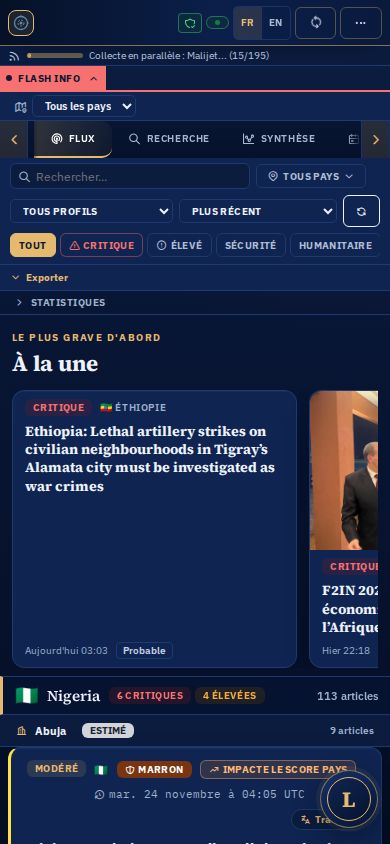 FR EN
Collecte en parallèle : Malijet... (15/195)
FLASH INFO
Tous les pays
FLUX RECHERCHE SYNTHÈSE
Rechercher... TOUS PAYS
TOUS PROFILS PLUS RÉCENT
TOUT CRITIQUE ÉLEVÉ SÉCURITÉ HUMANITAIRE
Exporter
STATISTIQUES
LE PLUS GRAVE D'ABORD
À la une
CRITIQUE ÉTHIOPIE
Ethiopia: Lethal artillery strikes on
civilian neighbourhoods in Tigray’s
Alamata city must be investigated as
war crimes
Aujourd'hui 03:03 Probable
CRITIQUE
F2IN 202
économi
l’Afrique
Hier 22:18
Nigeria 6 CRITIQUES 4 ÉLEVÉES 113 articles
Abuja ESTIMÉ 9 articles
MODÉRÉ MARRON IMPACTE LE SCORE PAYS
mar. 24 novembre à 04:05 UTC
L
Tra